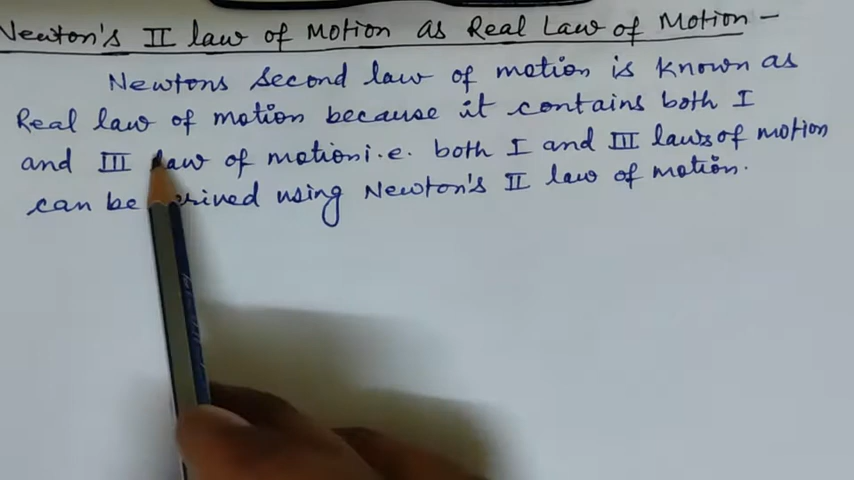 Newton's II law of Motion as Real Law of Motion -
Newtons second law of motion is known as
Real law of motion because it contains both I
and III law of motion i.e. both I and III laws of motion
can be derived using Newton's II law of motion.